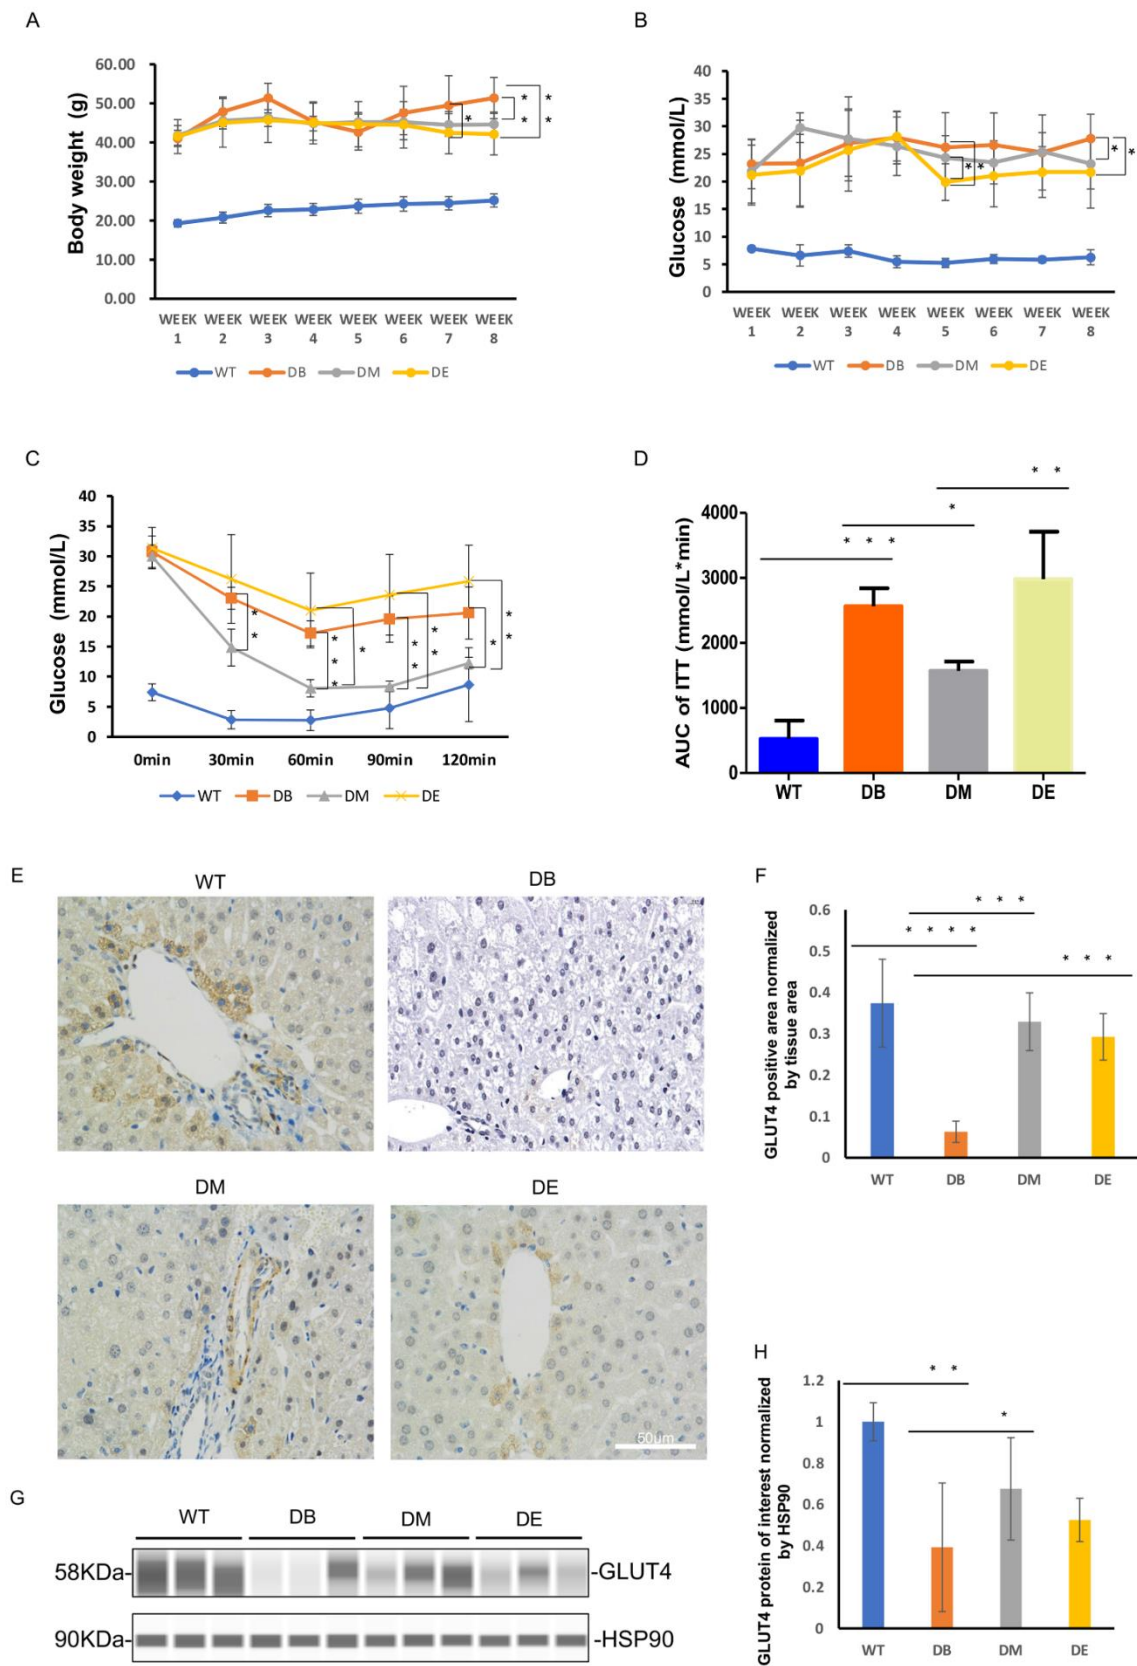 A
Body weight (g)
60.00
50.00
40.00
30.00
20.00
10.00
0.00
* *
* *
*
WEEK WEEK WEEK WEEK WEEK WEEK WEEK WEEK
1 2 3 4 5 6 7 8
WT DB DM DE
B
Glucose (mmol/L)
40
35
30
25
20
15
10
5
0
* *
* *
WEEK WEEK WEEK WEEK WEEK WEEK WEEK WEEK
1 2 3 4 5 6 7 8
WT DB DM DE
C
Glucose (mmol/L)
40
35
30
25
20
15
10
5
0
* *
* * *
*
* *
* *
*
* *
0min 30min 60min 90min 120min
WT DB DM DE
D
AUC of ITT (mmol/L*min)
* *
*
* * *
4000
3000
2000
1000
0
WT DB DM DE
E
WT DB
DM DE
50μm
F
GLUT4 positive area normalized
by tissue area
0.6
0.5
0.4
0.3
0.2
0.1
0
* * *
* * * *
* * *
WT DB DM DE
G
WT DB DM DE
58KDa- -GLUT4
90KDa- -HSP90
H
GLUT4 protein of interest normalized
by HSP90
1.2
1
0.8
0.6
0.4
0.2
0
* *
*
WT DB DM DE